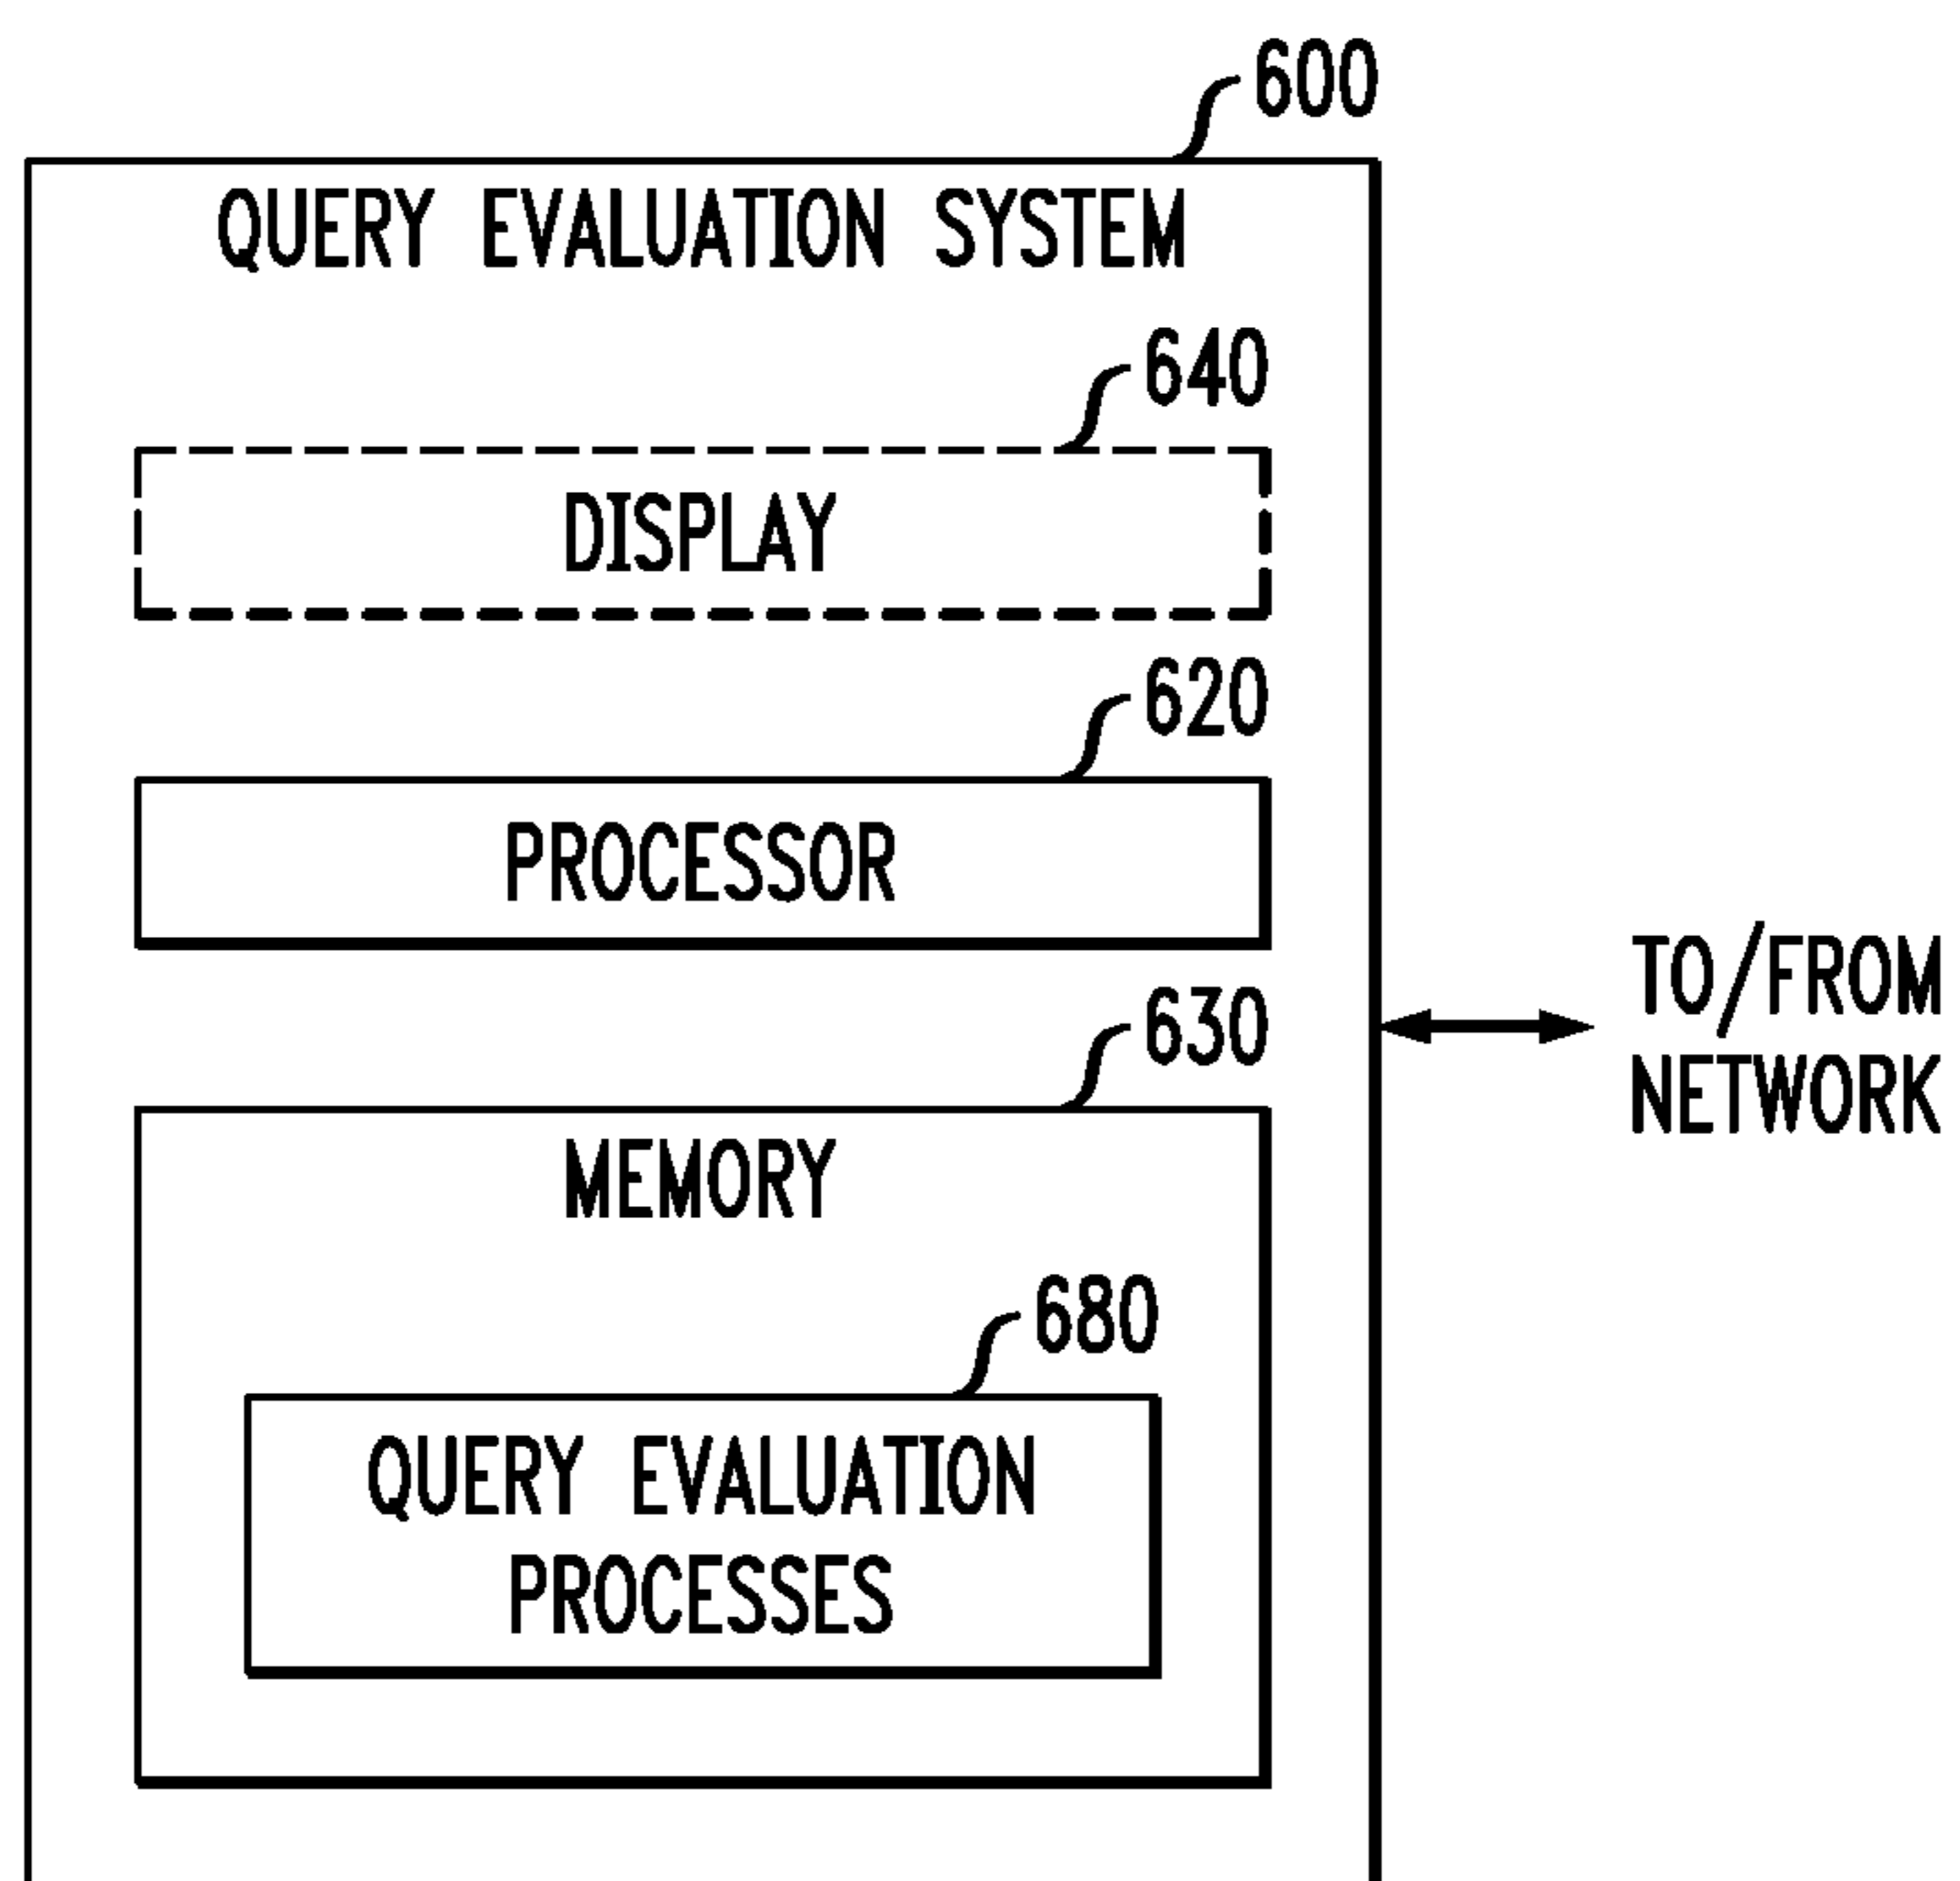 600
QUERY EVALUATION SYSTEM
640
DISPLAY
620
PROCESSOR
630
MEMORY
680
QUERY EVALUATION
PROCESSES
TO/FROM
NETWORK